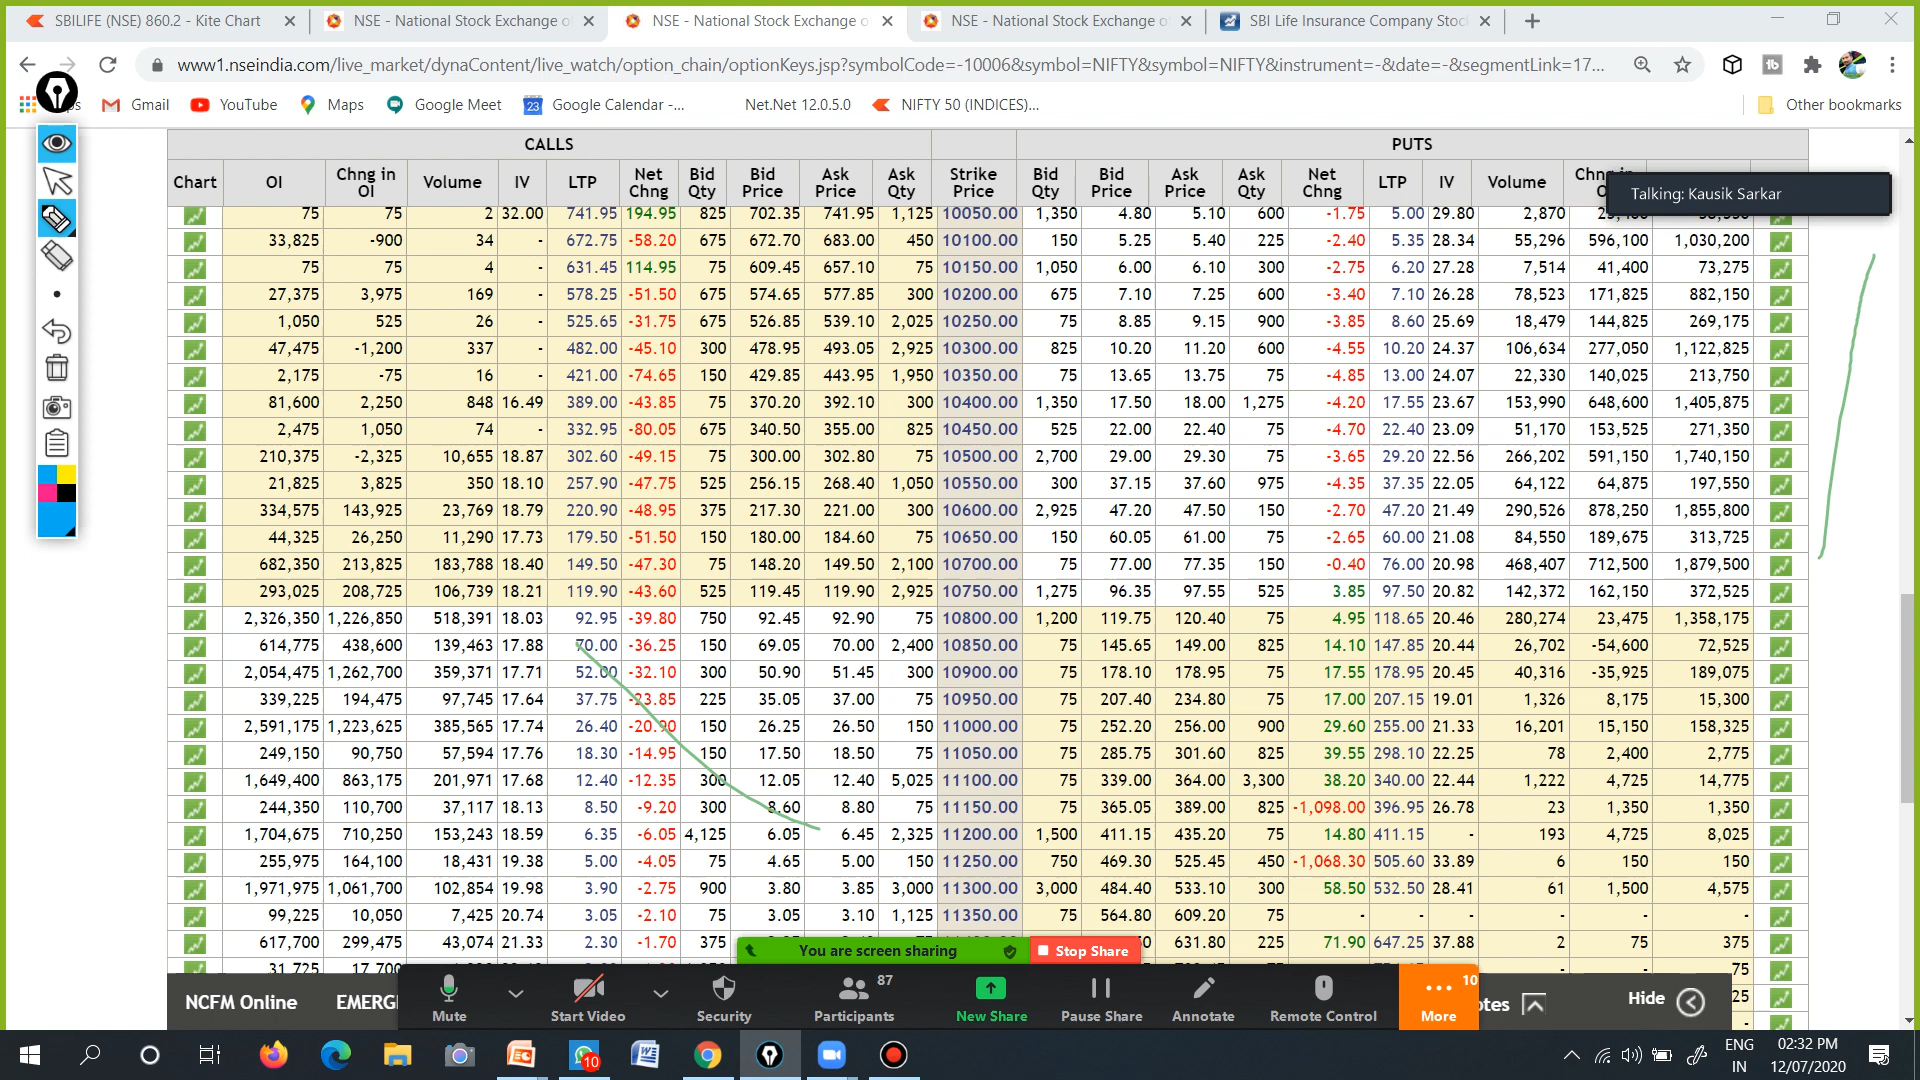 SBILIFE (NSE) 860.2 - Kite Chart
NSE - National Stock Exchange o
NSE - National Stock Exchange o
NSE - National Stock Exchange o
SBI Life Insurance Company Stoc
www1.nseindia.com/live_market/dynaContent/live_watch/option_chain/optionKeys.jsp?symbolCode=-10006&symbol=NIFTY&symbol=NIFTY&instrument=-&date=-&segmentLink=17...
Gmail YouTube Maps Google Meet 23 Google Calendar -... Net.Net 12.0.5.0 NIFTY 50 (INDICES)... Other bookmarks
CALLS PUTS
Chart OI Chng in OI Volume IV LTP Net Chng Bid Qty Bid Price Ask Price Ask Qty Strike Price Bid Qty Bid Price Ask Price Ask Qty Net Chng LTP IV Volume
Talking: Kausik Sarkar
75 75 2 32.00 741.95 194.95 825 702.35 741.95 1,125 10050.00 1,350 4.80 5.10 600 -1.75 5.00 29.80 2,870
33,825 -900 34 - 672.75 -58.20 675 672.70 683.00 450 10100.00 150 5.25 5.40 225 -2.40 5.35 28.34 55,296 596,100 1,030,200
75 75 4 - 631.45 114.95 75 609.45 657.10 75 10150.00 1,050 6.00 6.10 300 -2.75 6.20 27.28 7,514 41,400 73,275
27,375 3,975 169 - 578.25 -51.50 675 574.65 577.85 300 10200.00 675 7.10 7.25 600 -3.40 7.10 26.28 78,523 171,825 882,150
1,050 525 26 - 525.65 -31.75 675 526.85 539.10 2,025 10250.00 75 8.85 9.15 900 -3.85 8.60 25.69 18,479 144,825 269,175
47,475 -1,200 337 - 482.00 -45.10 300 478.95 493.05 2,925 10300.00 825 10.20 11.20 600 -4.55 10.20 24.37 106,634 277,050 1,122,825
2,175 -75 16 - 421.00 -74.65 150 429.85 443.95 1,950 10350.00 75 13.65 13.75 75 -4.85 13.00 24.07 22,330 140,025 213,750
81,600 2,250 848 16.49 389.00 -43.85 75 370.20 392.10 300 10400.00 1,350 17.50 18.00 1,275 -4.20 17.55 23.67 153,990 648,600 1,405,875
2,475 1,050 74 - 332.95 -80.05 675 340.50 355.00 825 10450.00 525 22.00 22.40 75 -4.70 22.40 23.09 51,170 153,525 271,350
210,375 -2,325 10,655 18.87 302.60 -49.15 75 300.00 302.80 75 10500.00 2,700 29.00 29.30 75 -3.65 29.20 22.56 266,202 591,150 1,740,150
21,825 3,825 350 18.10 257.90 -47.75 525 256.15 268.40 1,050 10550.00 300 37.15 37.60 975 -4.35 37.35 22.05 64,122 64,875 197,550
334,575 143,925 23,769 18.79 220.90 -48.95 375 217.30 221.00 300 10600.00 2,925 47.20 47.50 150 -2.70 47.20 21.49 290,526 878,250 1,855,800
44,325 26,250 11,290 17.73 179.50 -51.50 150 180.00 184.60 75 10650.00 150 60.05 61.00 75 -2.65 60.00 21.08 84,550 189,675 313,725
682,350 213,825 183,788 18.40 149.50 -47.30 75 148.20 149.50 2,100 10700.00 75 77.00 77.35 150 -0.40 76.00 20.98 468,407 712,500 1,879,500
293,025 208,725 106,739 18.21 119.90 -43.60 525 119.45 119.90 2,925 10750.00 1,275 96.35 97.55 525 3.85 97.50 20.82 142,372 162,150 372,525
2,326,350 1,226,850 518,391 18.03 92.95 -39.80 750 92.45 92.90 75 10800.00 1,200 119.75 120.40 75 4.95 118.65 20.46 280,274 23,475 1,358,175
614,775 438,600 139,463 17.88 70.00 -36.25 150 69.05 70.00 2,400 10850.00 75 145.65 149.00 825 14.10 147.85 20.44 26,702 -54,600 72,525
2,054,475 1,262,700 359,371 17.71 52.00 -32.10 300 50.90 51.45 300 10900.00 75 178.10 178.95 75 17.55 178.95 20.45 40,316 -35,925 189,075
339,225 194,475 97,745 17.64 37.75 -23.85 225 35.05 37.00 75 10950.00 75 207.40 234.80 75 17.00 207.15 19.01 1,326 8,175 15,300
2,591,175 1,223,625 385,565 17.74 26.40 -20.90 150 26.25 26.50 150 11000.00 75 252.20 256.00 900 29.60 255.00 21.33 16,201 15,150 158,325
249,150 90,750 57,594 17.76 18.30 -14.95 150 17.50 18.50 75 11050.00 75 285.75 301.60 825 39.55 298.10 22.25 78 2,400 2,775
1,649,400 863,175 201,971 17.68 12.40 -12.35 300 12.05 12.40 5,025 11100.00 75 339.00 364.00 3,300 38.20 340.00 22.44 1,222 4,725 14,775
244,350 110,700 37,117 18.13 8.50 -9.20 300 8.60 8.80 75 11150.00 75 365.05 389.00 825 -1,098.00 396.95 26.78 23 1,350 1,350
1,704,675 710,250 153,243 18.59 6.35 -6.05 4,125 6.05 6.45 2,325 11200.00 1,500 411.15 435.20 75 14.80 411.15 - 193 4,725 8,025
255,975 164,100 18,431 19.38 5.00 -4.05 75 4.65 5.00 150 11250.00 750 469.30 525.45 450 -1,068.30 505.60 33.89 6 150 150
1,971,975 1,061,700 102,854 19.98 3.90 -2.75 900 3.80 3.85 3,000 11300.00 3,000 484.40 533.10 300 58.50 532.50 28.41 61 1,500 4,575
99,225 10,050 7,425 20.74 3.05 -2.10 75 3.05 3.10 1,125 11350.00 75 564.80 609.20 75 - - - - - -
617,700 299,475 43,074 21.33 2.30 -1.70 375 631.80 225 71.90 647.25 37.88 2 75 375
You are screen sharing Stop Share
31,725 17,700 - - 75
NCFM Online EMERG
Mute Start Video Security Participants 87 New Share Pause Share Annotate Remote Control More 10
otes Hide
25
10
ENG IN
02:32 PM
12/07/2020